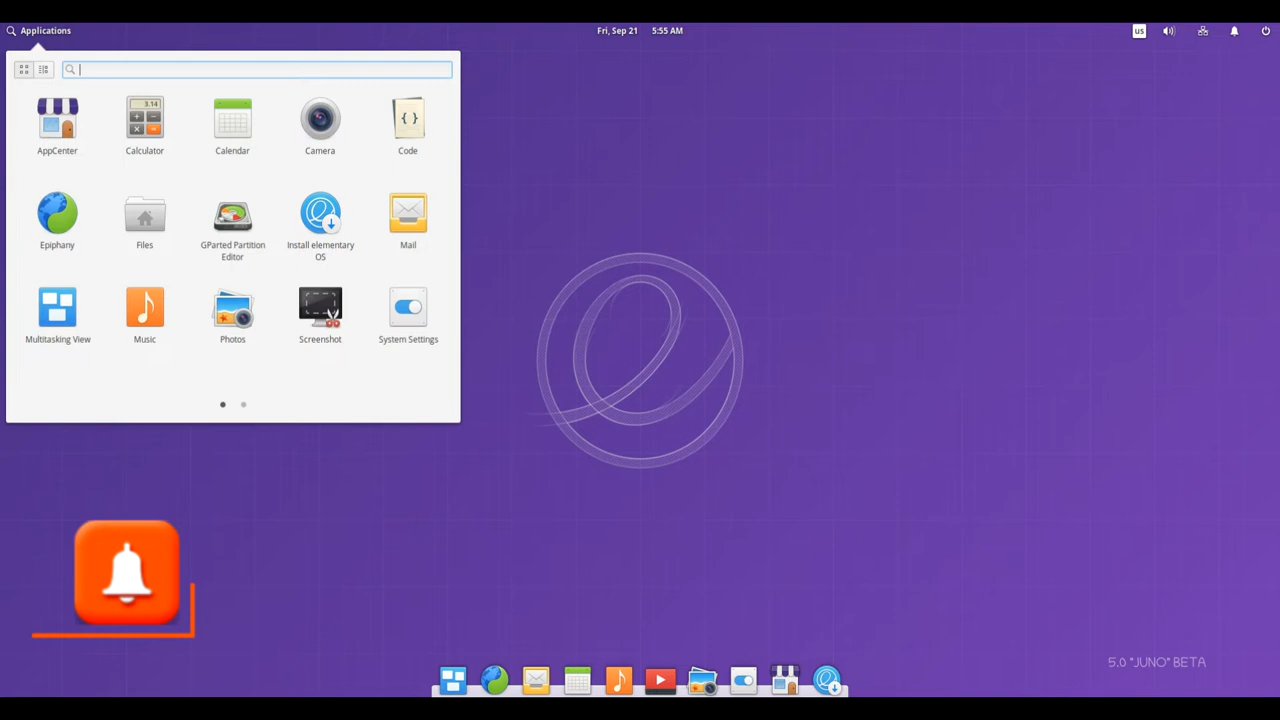 Applications
Fri, Sep 21 5:55 AM
us
AppCenter
3.14
Calculator
Calendar
Camera
{ }
Code
Epiphany
Files
GParted Partition
Editor
Install elementary
OS
Mail
Multitasking View
Music
Photos
Screenshot
System Settings
5.0 "JUNO" BETA